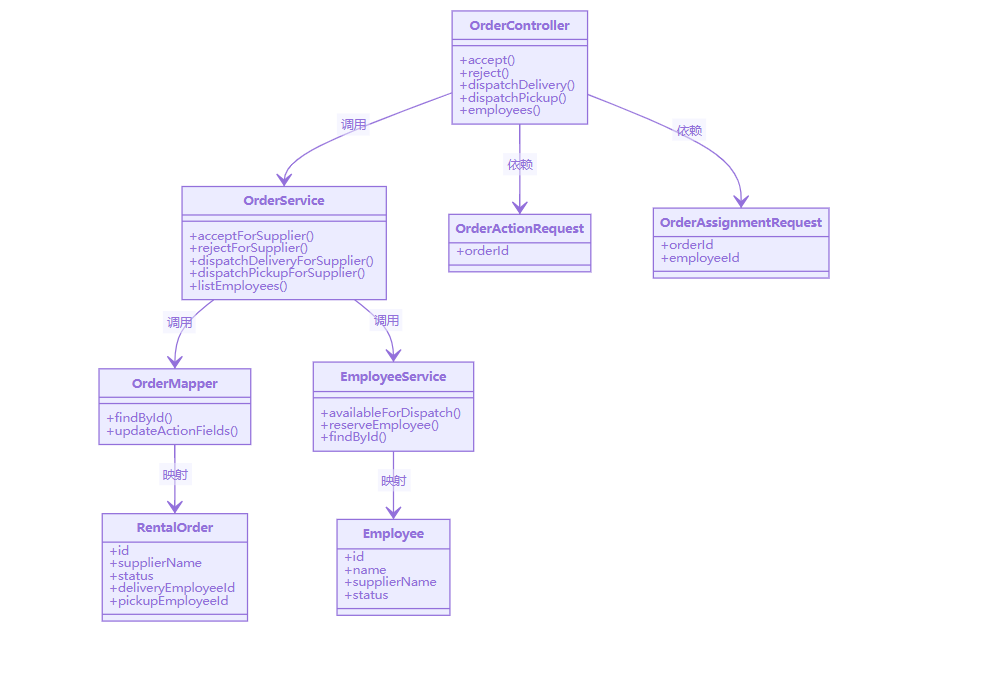 OrderController
+accept()
+reject()
+dispatchDelivery()
+dispatchPickup()
+employees()
调用
依赖
依赖
OrderService
+acceptForSupplier()
+rejectForSupplier()
+dispatchDeliveryForSupplier()
+dispatchPickupForSupplier()
+listEmployees()
OrderActionRequest
+orderId
OrderAssignmentRequest
+orderId
+employeeId
调用
调用
OrderMapper
+findById()
+updateActionFields()
EmployeeService
+availableForDispatch()
+reserveEmployee()
+findById()
映射
映射
RentalOrder
+id
+supplierName
+status
+deliveryEmployeeId
+pickupEmployeeId
Employee
+id
+name
+supplierName
+status